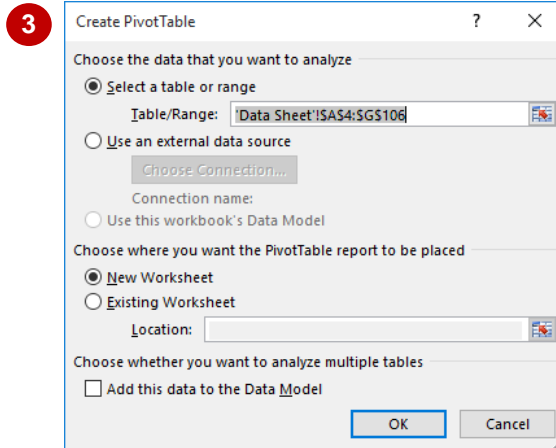 3
Create PivotTable ? ✕
Choose the data that you want to analyze
Select a table or range
Table/Range: 'Data Sheet'!$A$4:$G$106
Use an external data source
Choose Connection...
Connection name:
Use this workbook's Data Model
Choose where you want the PivotTable report to be placed
New Worksheet
Existing Worksheet
Location:
Choose whether you want to analyze multiple tables
Add this data to the Data Model
OK Cancel